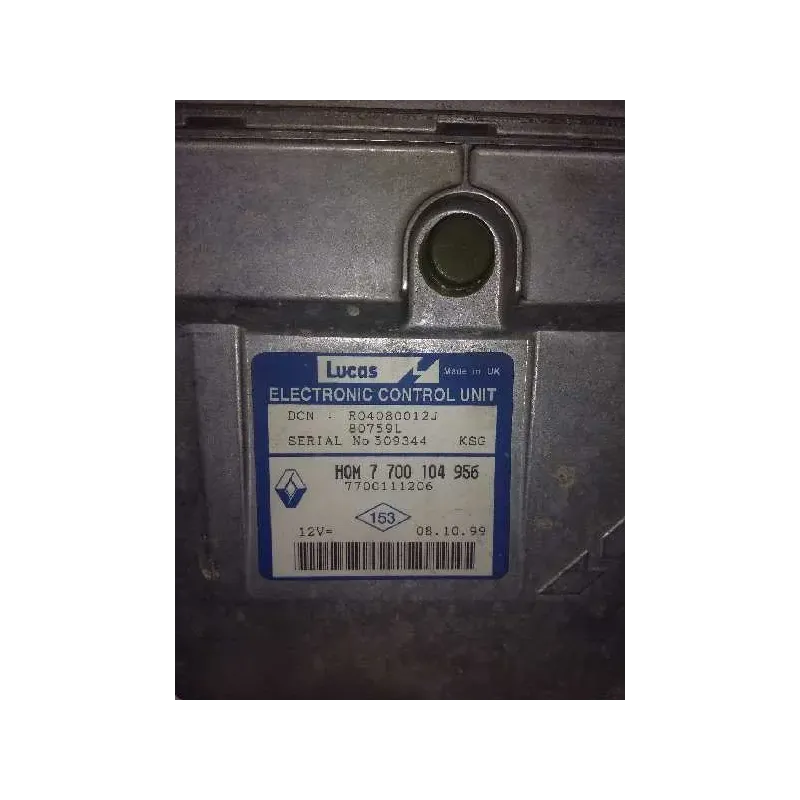 Lucas Made in UK
ELECTRONIC CONTROL UNIT
DCN - R04080012J
80759L
SERIAL No 309344 KSG
HOM 7 700 104 956
7700111206
153
12V= 08.10.99